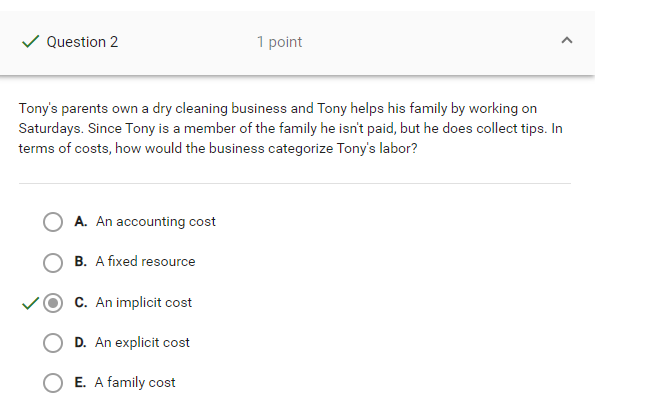 Question 2 1 point
Tony's parents own a dry cleaning business and Tony helps his family by working on
Saturdays. Since Tony is a member of the family he isn't paid, but he does collect tips. In
terms of costs, how would the business categorize Tony's labor?
A. An accounting cost
B. A fixed resource
C. An implicit cost
D. An explicit cost
E. A family cost